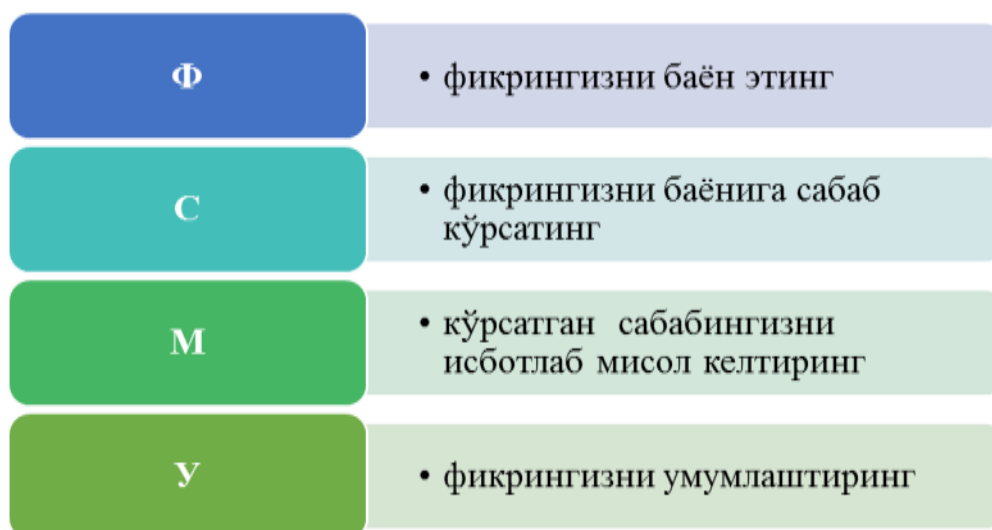 Ф
• фикрингизни баён этинг
С
• фикрингизни баёнига сабаб
кўрсатинг
М
• кўрсатган сабабингизни
исботлаб мисол келтиринг
У
• фикрингизни умумлаштиринг